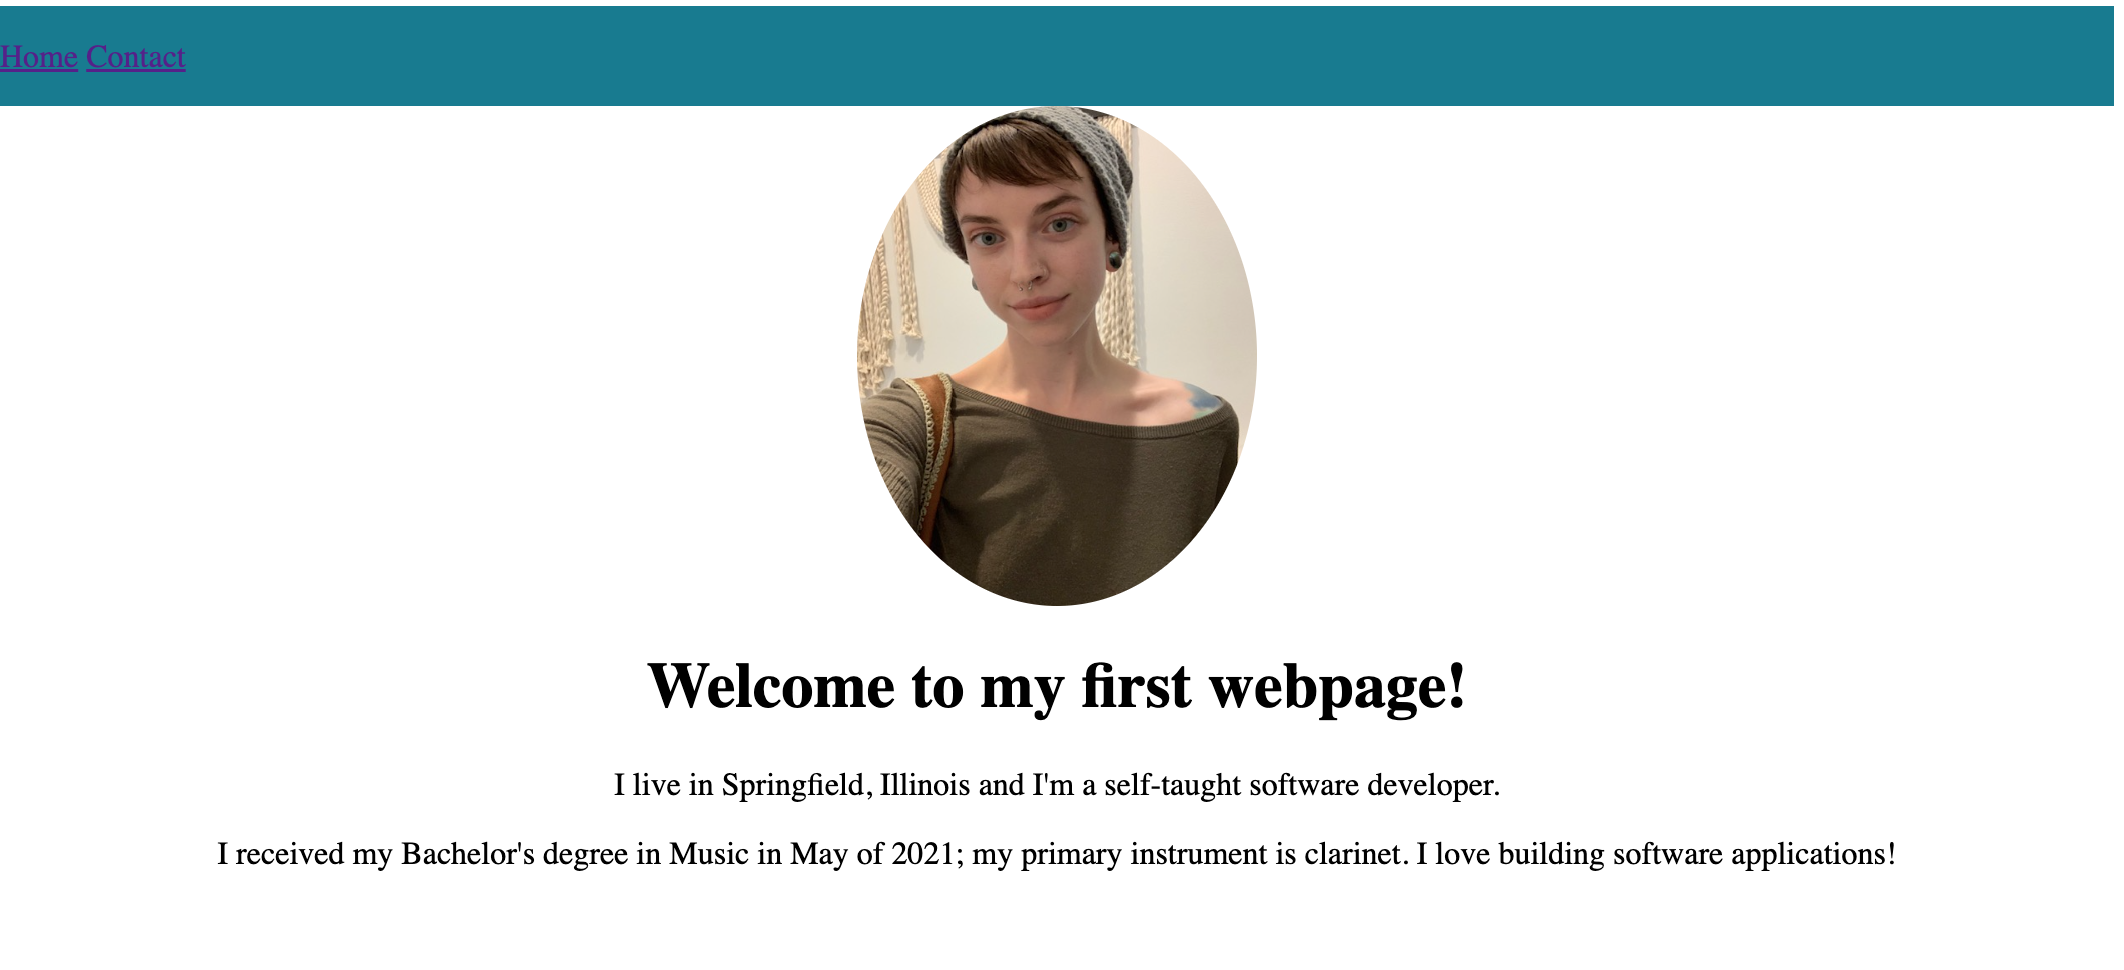 Home Contact
Welcome to my first webpage!
I live in Springfield, Illinois and I'm a self-taught software developer.
I received my Bachelor's degree in Music in May of 2021; my primary instrument is clarinet. I love building software applications!